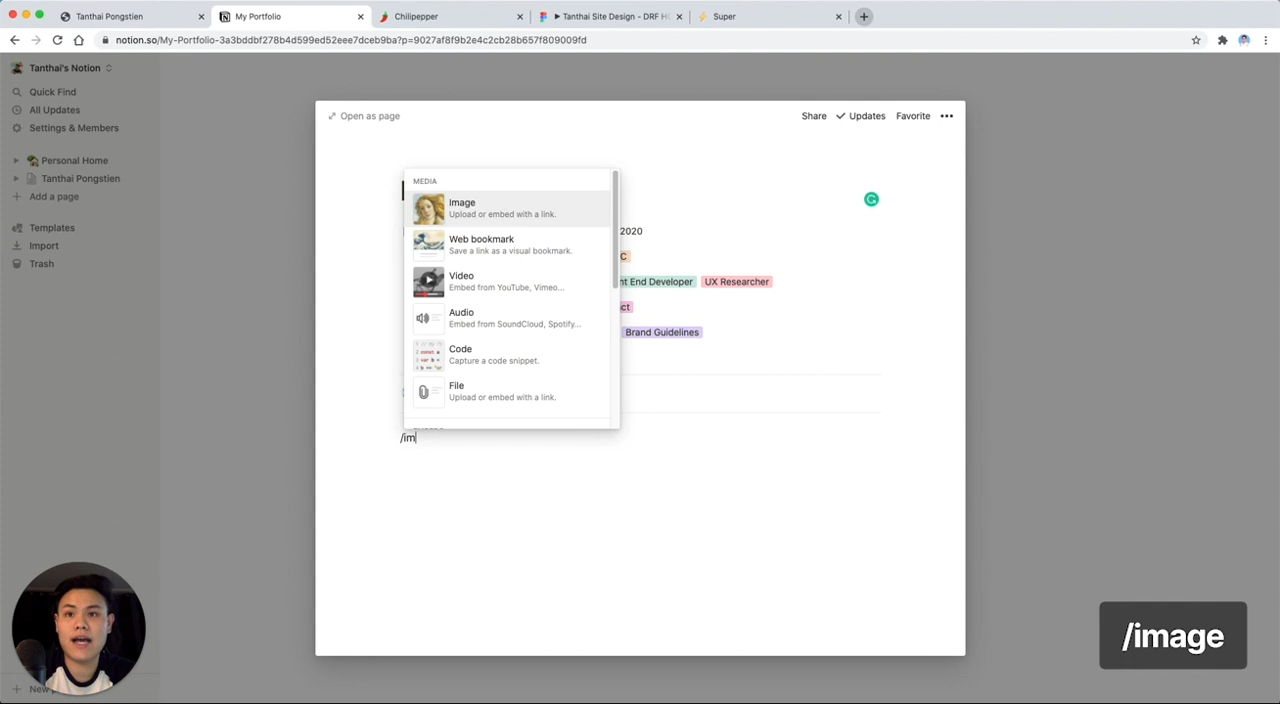 Tanthai Pongstien
My Portfolio
Chilipepper
Tanthai Site Design - DRF HO
Super
notion.so/My-Portfolio-3a3bddbf278b4d599ed52eee7dceb9ba?p=9027af8f9b2e4c2cb28b657f809009fd
Tanthai's Notion
Quick Find
All Updates
Settings & Members
Personal Home
Tanthai Pongstien
Add a page
Templates
Import
Trash
New
Open as page
Share
Updates
Favorite
MEDIA
Image
Upload or embed with a link.
Web bookmark
Save a link as a visual bookmark.
Video
Embed from YouTube, Vimeo...
Audio
Embed from SoundCloud, Spotify...
Code
Capture a code snippet.
File
Upload or embed with a link.
2020
C
nt End Developer UX Researcher
ct
Brand Guidelines
/im
/image